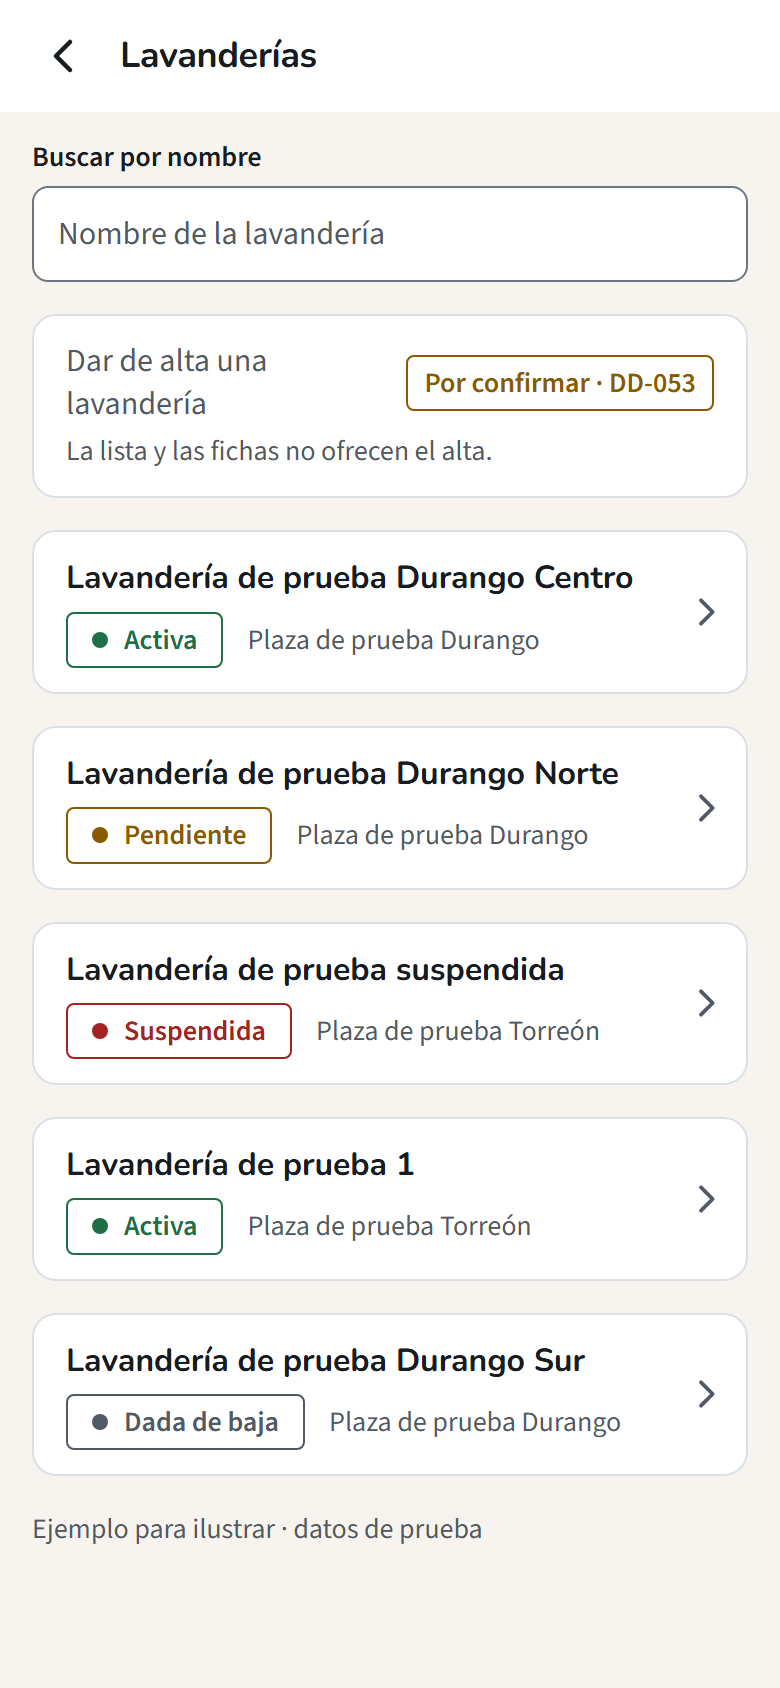 Lavanderías
Buscar por nombre
Nombre de la lavandería
Dar de alta una
lavandería
Por confirmar · DD-053
La lista y las fichas no ofrecen el alta.
Lavandería de prueba Durango Centro
Activa
Plaza de prueba Durango
Lavandería de prueba Durango Norte
Pendiente
Plaza de prueba Durango
Lavandería de prueba suspendida
Suspendida
Plaza de prueba Torreón
Lavandería de prueba 1
Activa
Plaza de prueba Torreón
Lavandería de prueba Durango Sur
Dada de baja
Plaza de prueba Durango
Ejemplo para ilustrar · datos de prueba